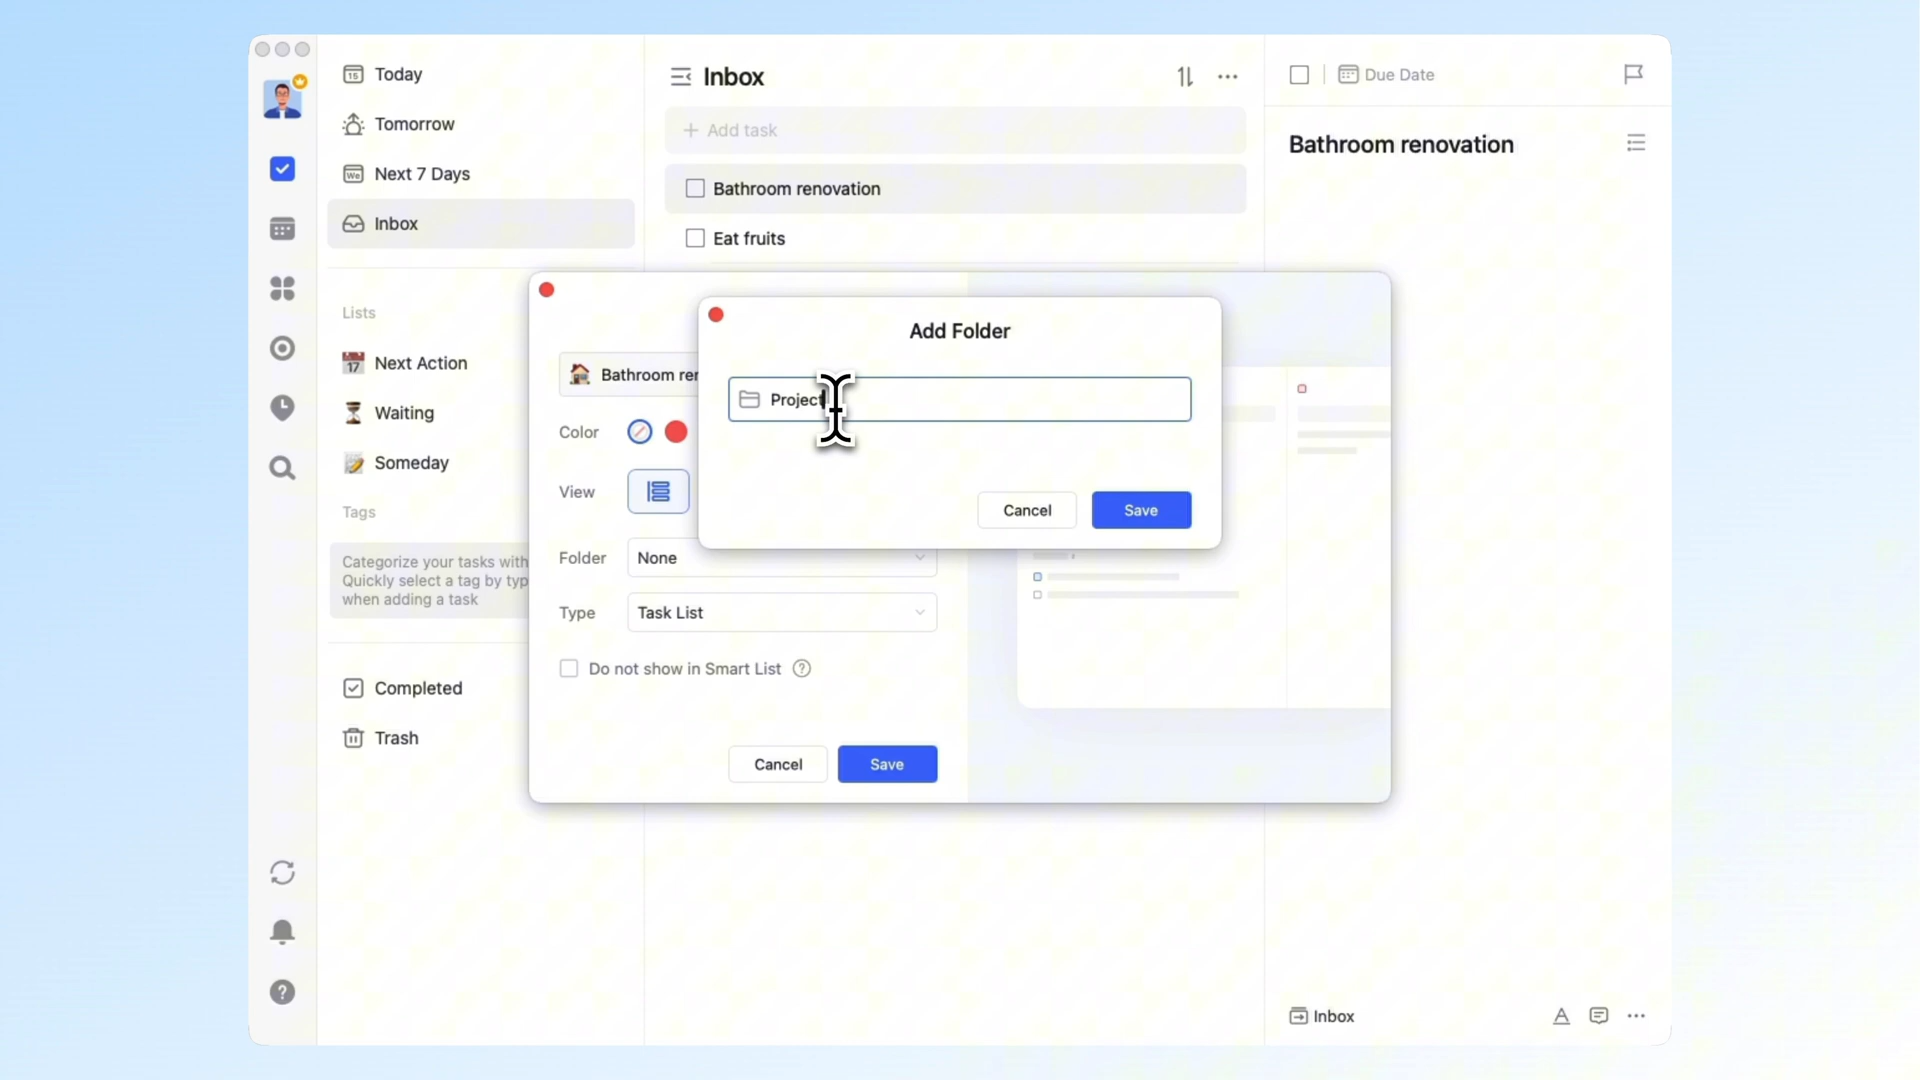 Today
Tomorrow
Next 7 Days
Inbox
Lists
Next Action
Waiting
Someday
Tags
Categorize your tasks with
Quickly select a tag by typ
when adding a task
Completed
Trash
Inbox
Add task
Bathroom renovation
Eat fruits
Due Date
Bathroom renovation
Add Folder
Project
Cancel
Save
Bathroom rer
Color
View
Folder
None
Type
Task List
Do not show in Smart List
Cancel
Save
Inbox